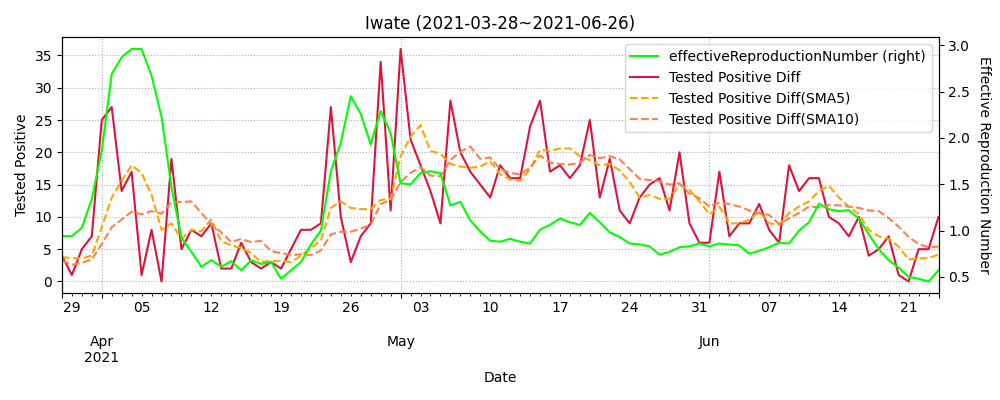 Iwate (2021-03-28~2021-06-26)
effectiveReproductionNumber (right)
Tested Positive Diff
Tested Positive Diff(SMA5)
Tested Positive Diff(SMA10)
Tested Positive
35
30
25
20
15
10
5
0
3.0
2.5
2.0
1.5
1.0
0.5
Effective Reproduction Number
29 05 12 19 26 03 10 17 24 31 07 14 21
Apr May Jun
2021
Date